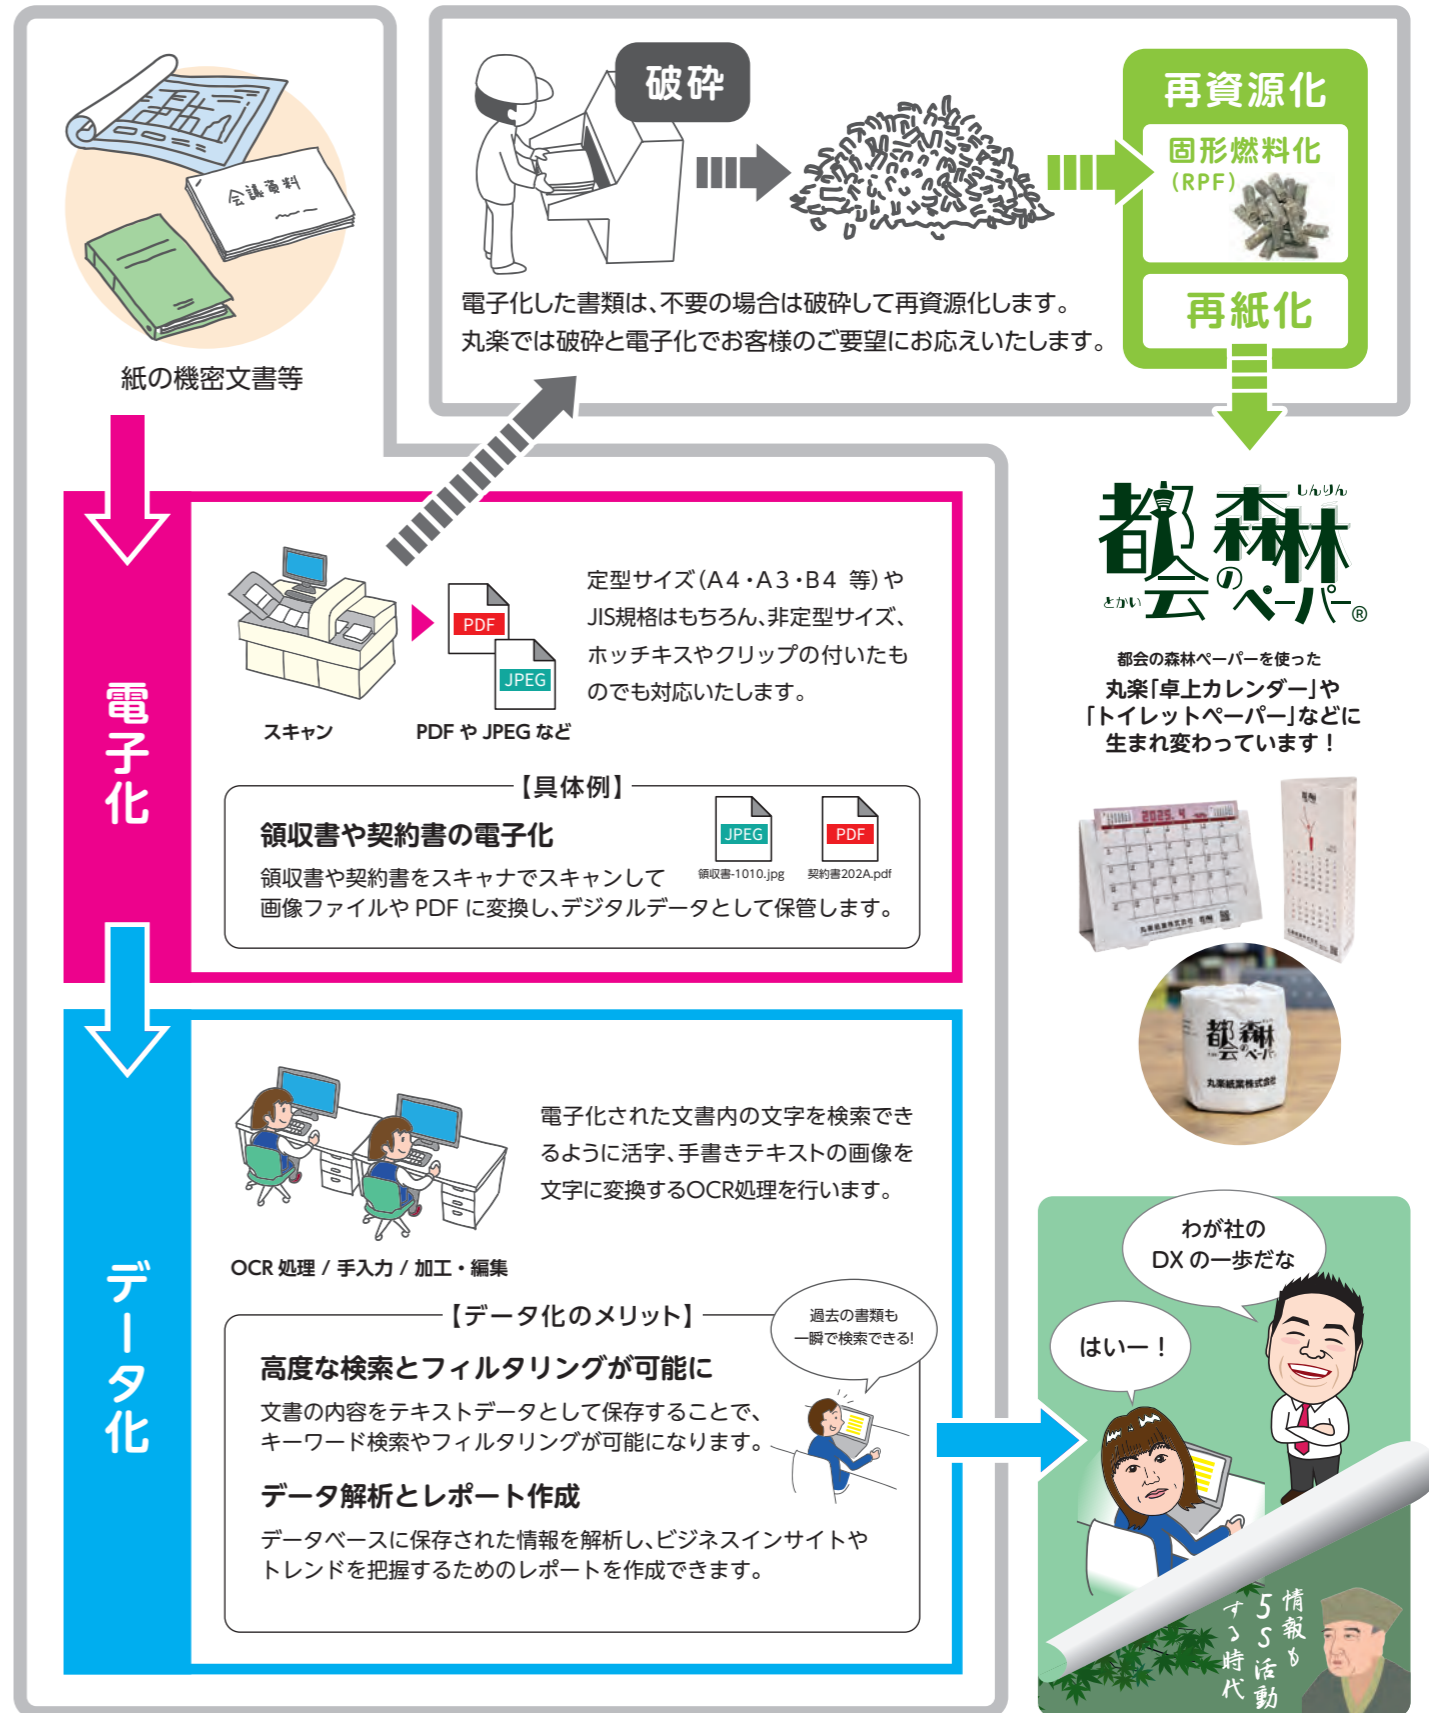 会議資料
紙の機密文書等
破砕
再資源化
固形燃料化
(RPF)
再紙化
電子化した書類は、不要の場合は破砕して再資源化します。
丸楽では破砕と電子化でお客様のご要望にお応えいたします。
電子化
スキャン
PDF
JPEG
PDF や JPEG など
定型サイズ(A4・A3・B4 等)や
JIS規格はもちろん、非定型サイズ、
ホッチキスやクリップの付いたも
のでも対応いたします。
【具体例】
領収書や契約書の電子化
領収書や契約書をスキャナでスキャンして
画像ファイルや PDF に変換し、デジタルデータとして保管します。
JPEG
領収書-1010.jpg
PDF
契約書202A.pdf
都会の森林ペーパー®
とかい
しんりん
都会の森林ペーパーを使った
丸楽「卓上カレンダー」や
「トイレットペーパー」などに
生まれ変わっています!
2025. 4
丸楽紙業株式会社
都会の森林ペーパー
丸楽紙業株式会社
データ化
電子化された文書内の文字を検索でき
るように活字、手書きテキストの画像を
文字に変換するOCR処理を行います。
OCR 処理 / 手入力 / 加工・編集
【データ化のメリット】
過去の書類も
一瞬で検索できる!
高度な検索とフィルタリングが可能に
文書の内容をテキストデータとして保存することで、
キーワード検索やフィルタリングが可能になります。
データ解析とレポート作成
データベースに保存された情報を解析し、ビジネスインサイトや
トレンドを把握するためのレポートを作成できます。
わが社の
DX の一歩だな
はいー!
情報も
5S活動
する時代